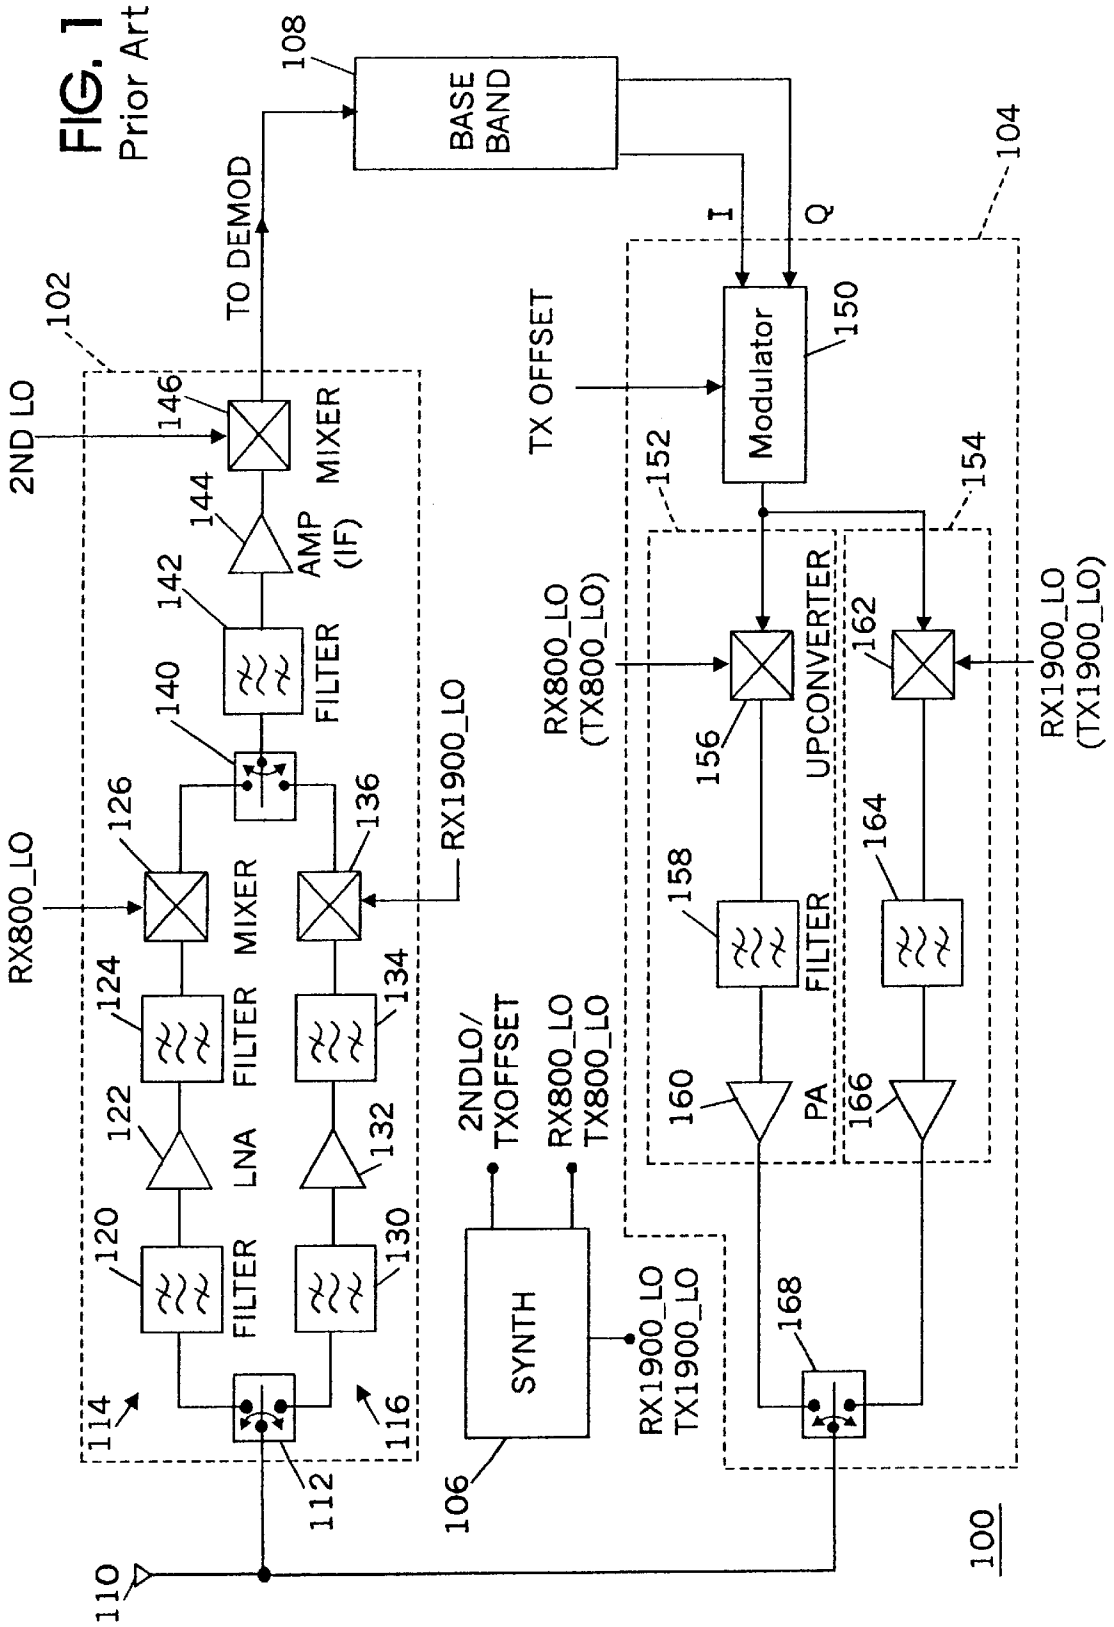 FIG. 1
Prior Art
2ND LO
102
TO DEMOD
108
BASE
BAND
RX800_LO
114
120
122
124
126
140
142
144
146
FILTER
LNA
FILTER
MIXER
FILTER
AMP
(IF)
MIXER
110
112
116
130
132
134
136
RX1900_LO
106
SYNTH
2NDLO/
TXOFFSET
RX800_LO
TX800_LO
RX1900_LO
TX1900_LO
TX OFFSET
I
Q
104
RX800_LO
(TX800_LO)
152
Modulator
150
160
158
156
PA
FILTER
UPCONVERTER
168
166
164
162
154
RX1900_LO
(TX1900_LO)
100